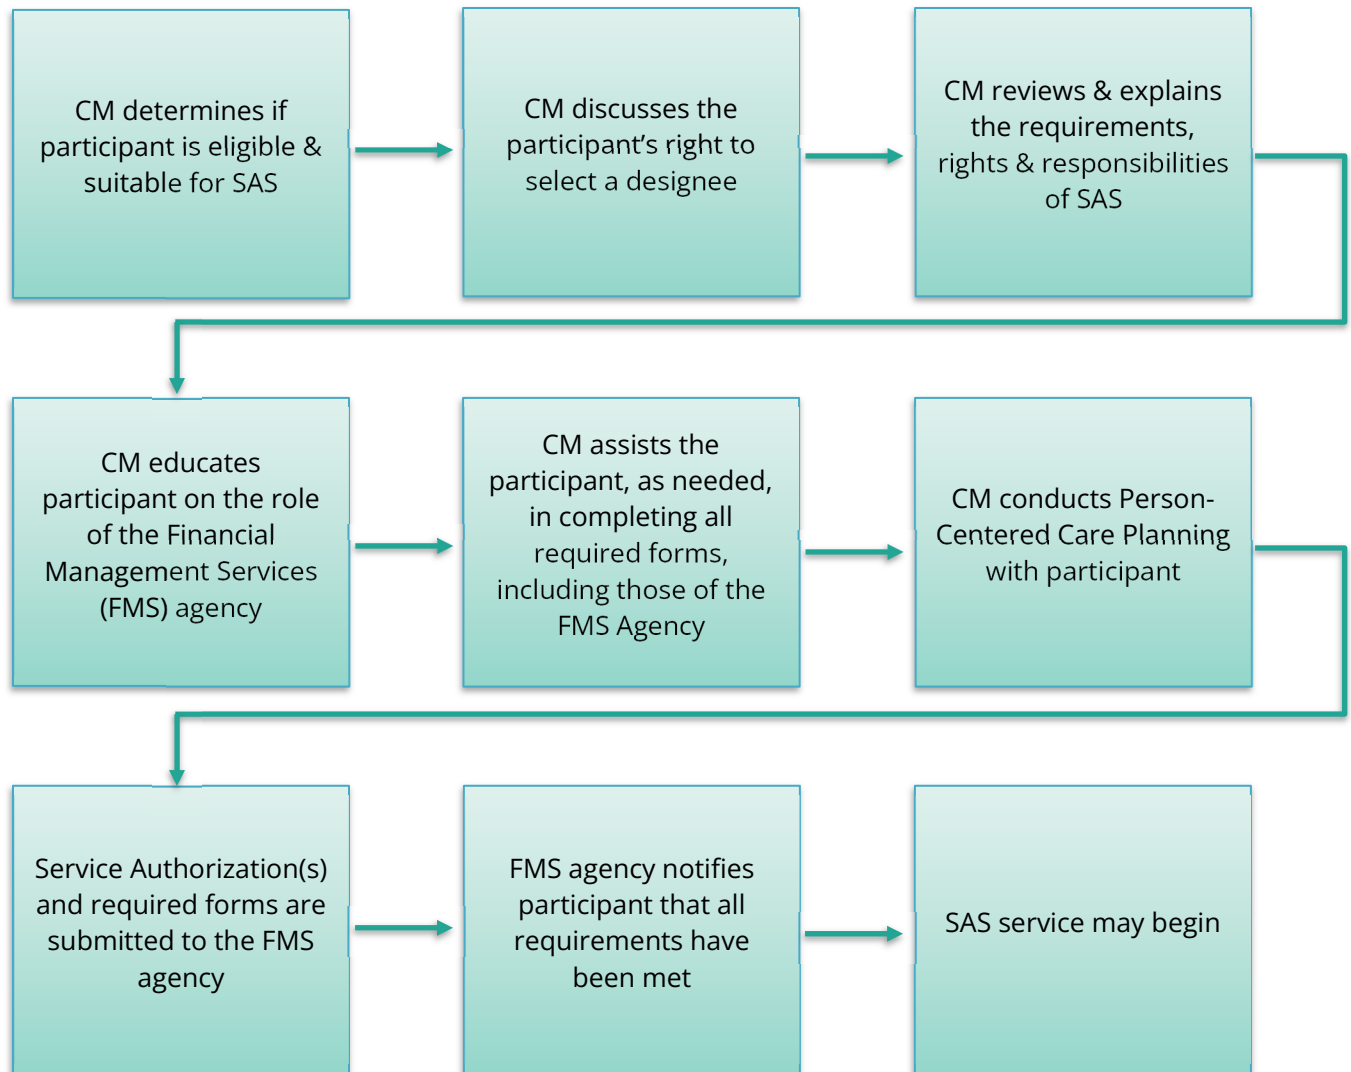 CM determines if
participant is eligible &
suitable for SAS
CM discusses the
participant’s right to
select a designee
CM reviews & explains
the requirements,
rights & responsibilities
of SAS
CM educates
participant on the role
of the Financial
Management Services
(FMS) agency
CM assists the
participant, as needed,
in completing all
required forms,
including those of the
FMS Agency
CM conducts Person-
Centered Care Planning
with participant
Service Authorization(s)
and required forms are
submitted to the FMS
agency
FMS agency notifies
participant that all
requirements have
been met
SAS service may begin